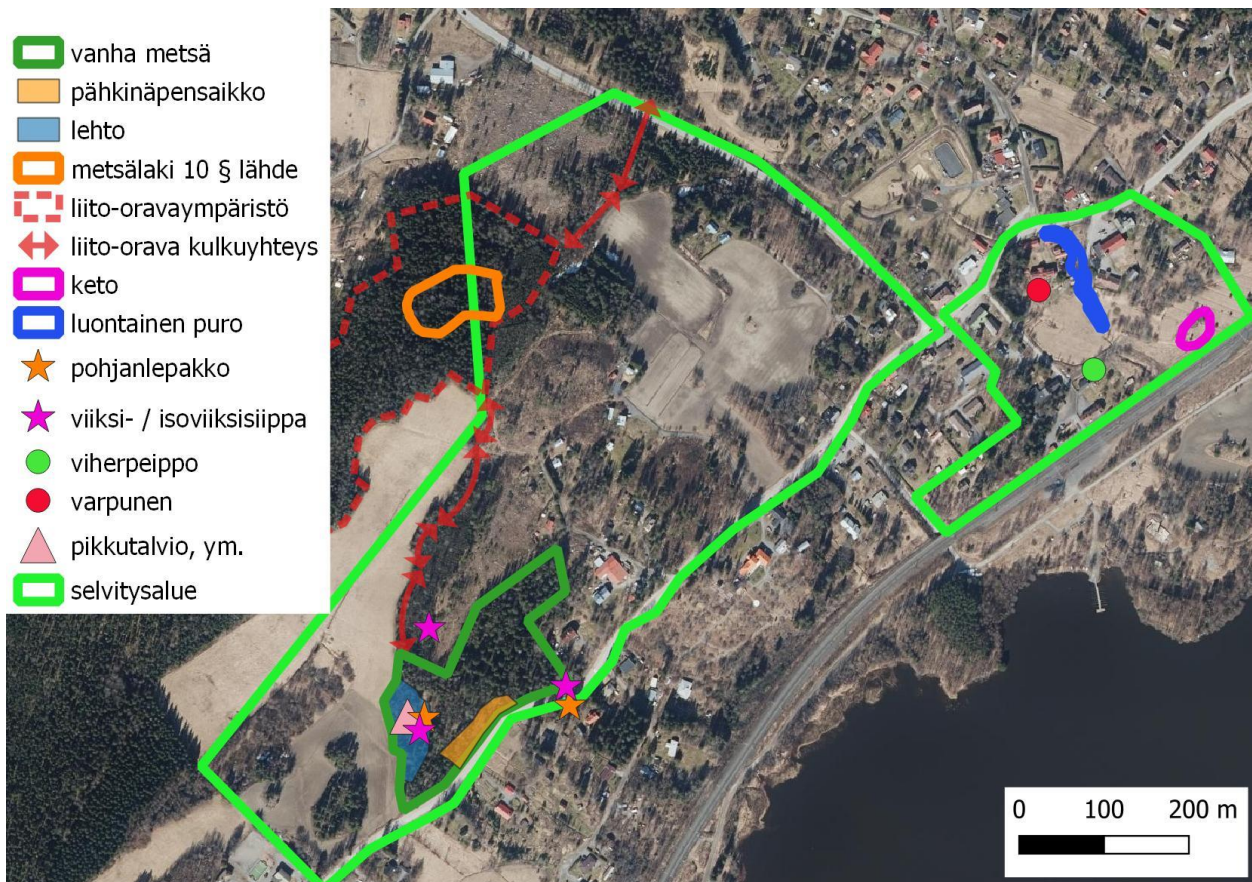 vanha metsä
pähkinäpensaikko
lehto
metsälaki 10 § lähde
liito-oravaympäristö
liito-orava kulkuyhteys
keto
luontainen puro
pohjanlepakko
viiksi- / isoviiksisiippa
viherpeippo
varpunen
pikkutalvio, ym.
selvitysalue
0 100 200 m